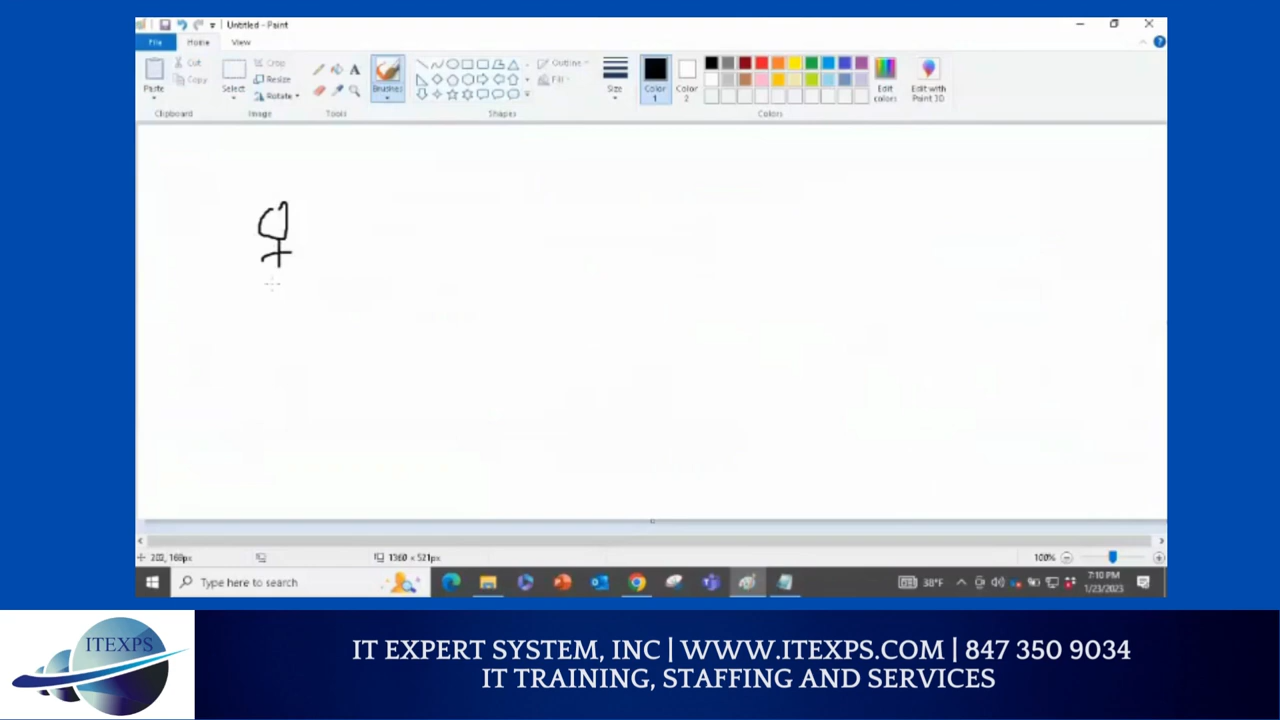 Untitled - Paint
File
Home
View
Paste
Cut
Copy
Clipboard
Select
Crop
Resize
Rotate
Image
A
Tools
Brushes
Outline
Fill
Shapes
Size
Color 1
Color 2
Edit colors
Colors
Edit with Paint 3D
202, 160px
1360 × 521px
100%
Type here to search
38°F
7:10 PM
1/23/2023
ITEXPS
IT EXPERT SYSTEM, INC | WWW.ITEXPS.COM | 847 350 9034
IT TRAINING, STAFFING AND SERVICES